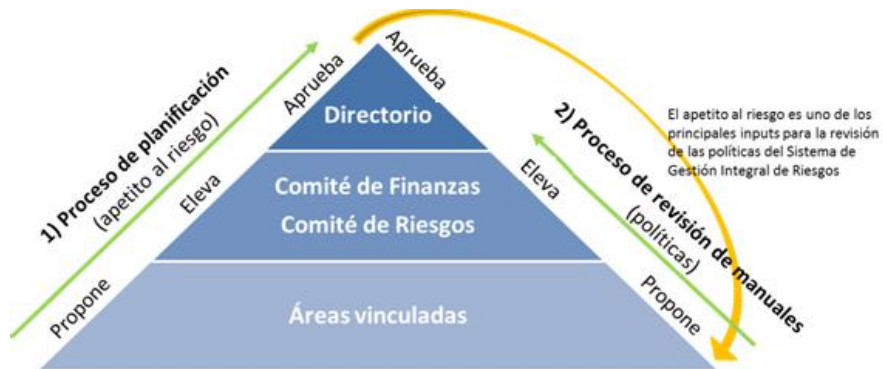 1) Proceso de planificación
(apetito al riesgo)
Propone
Eleva
Aprueba
Aprueba
Eleva
Propone
Directorio
Comité de Finanzas
Comité de Riesgos
Áreas vinculadas
2) Proceso de revisión de manuales
(políticas)
El apetito al riesgo es uno de los
principales inputs para la revisión
de las políticas del Sistema de
Gestión Integral de Riesgos